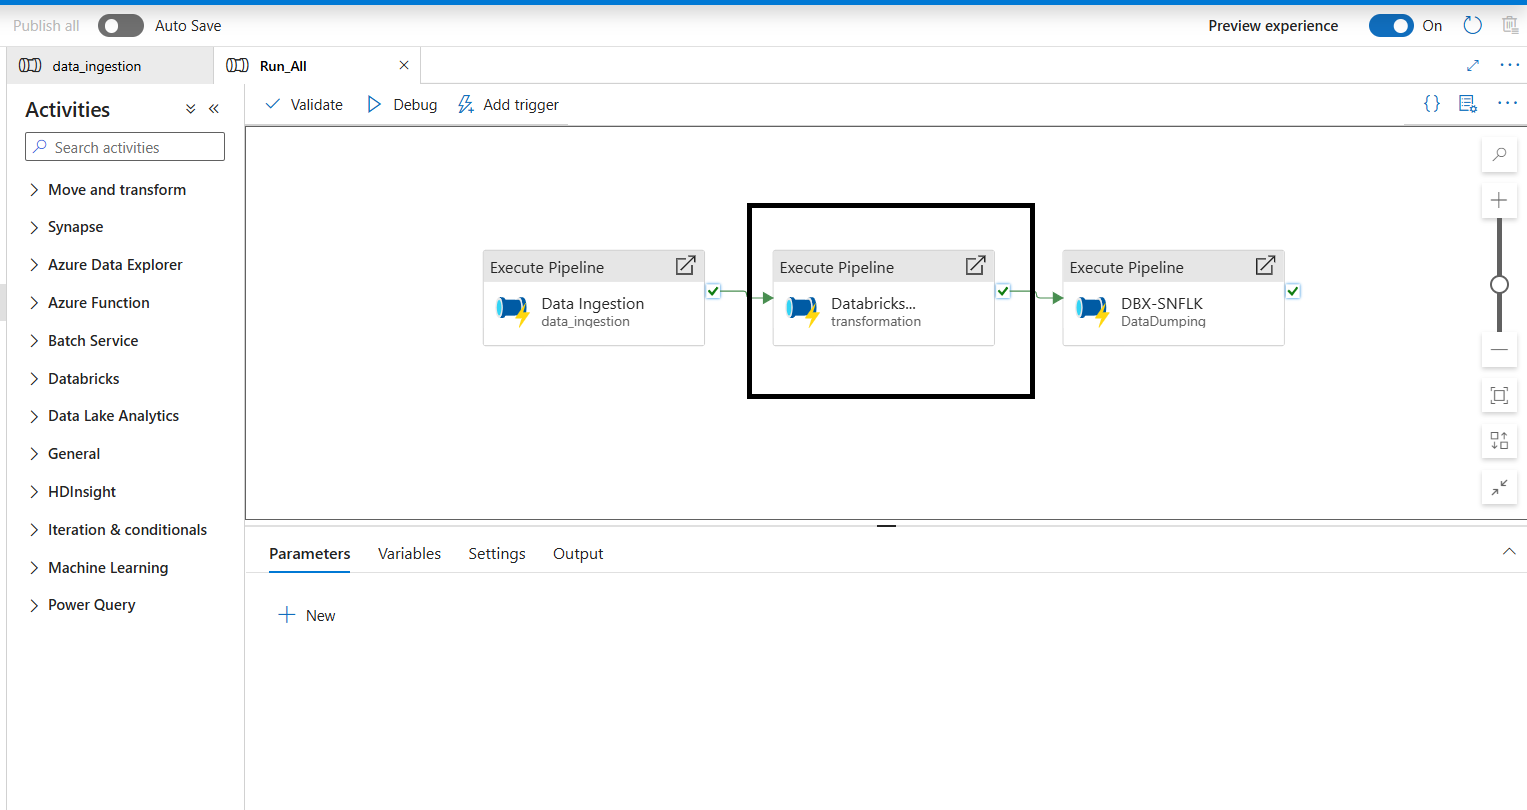 Publish all
Auto Save
Preview experience
On
data_ingestion
Run_All
Activities
Validate
Debug
Add trigger
{}
Search activities
Move and transform
Synapse
Azure Data Explorer
Azure Function
Batch Service
Databricks
Data Lake Analytics
General
HDInsight
Iteration & conditionals
Machine Learning
Power Query
Execute Pipeline
Data Ingestion
data_ingestion
Execute Pipeline
Databricks...
transformation
Execute Pipeline
DBX-SNFLK
DataDumping
Parameters
Variables
Settings
Output
New